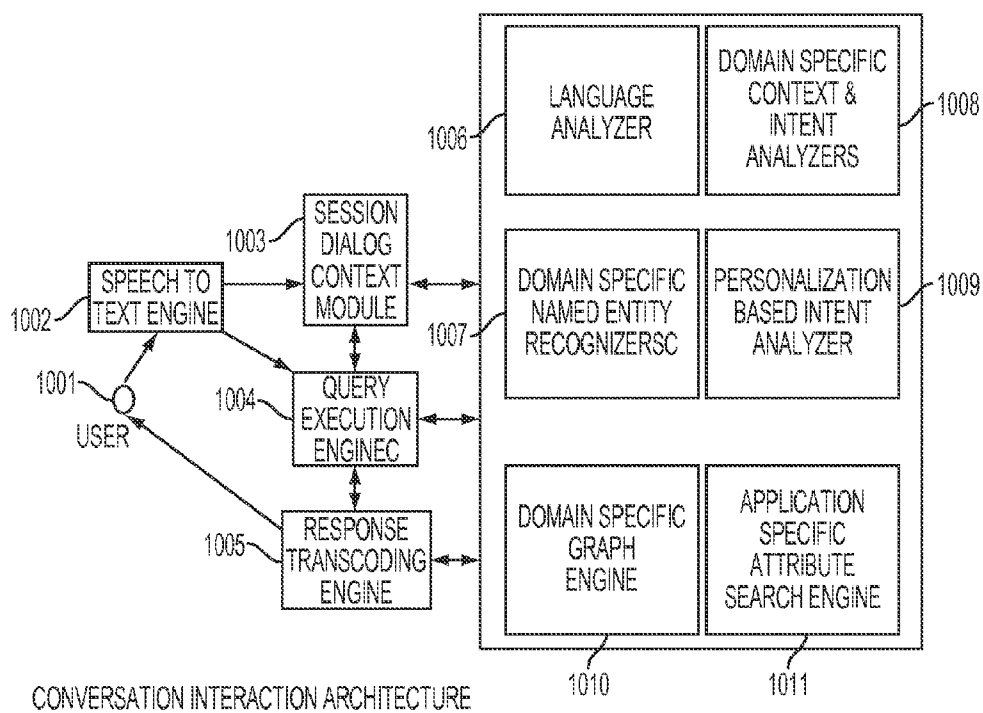 LANGUAGE
ANALYZER
1006
DOMAIN SPECIFIC
CONTEXT &
INTENT
ANALYZERS
1008
SESSION
DIALOG
CONTEXT
MODULE
1003
SPEECH TO
TEXT ENGINE
1002
DOMAIN SPECIFIC
NAMED ENTITY
RECOGNIZERSC
1007
PERSONALIZATION
BASED INTENT
ANALYZER
1009
1001
USER
1004
QUERY
EXECUTION
ENGINEC
RESPONSE
TRANSCODING
ENGINE
1005
DOMAIN SPECIFIC
GRAPH
ENGINE
1010
APPLICATION
SPECIFIC
ATTRIBUTE
SEARCH ENGINE
1011
CONVERSATION INTERACTION ARCHITECTURE